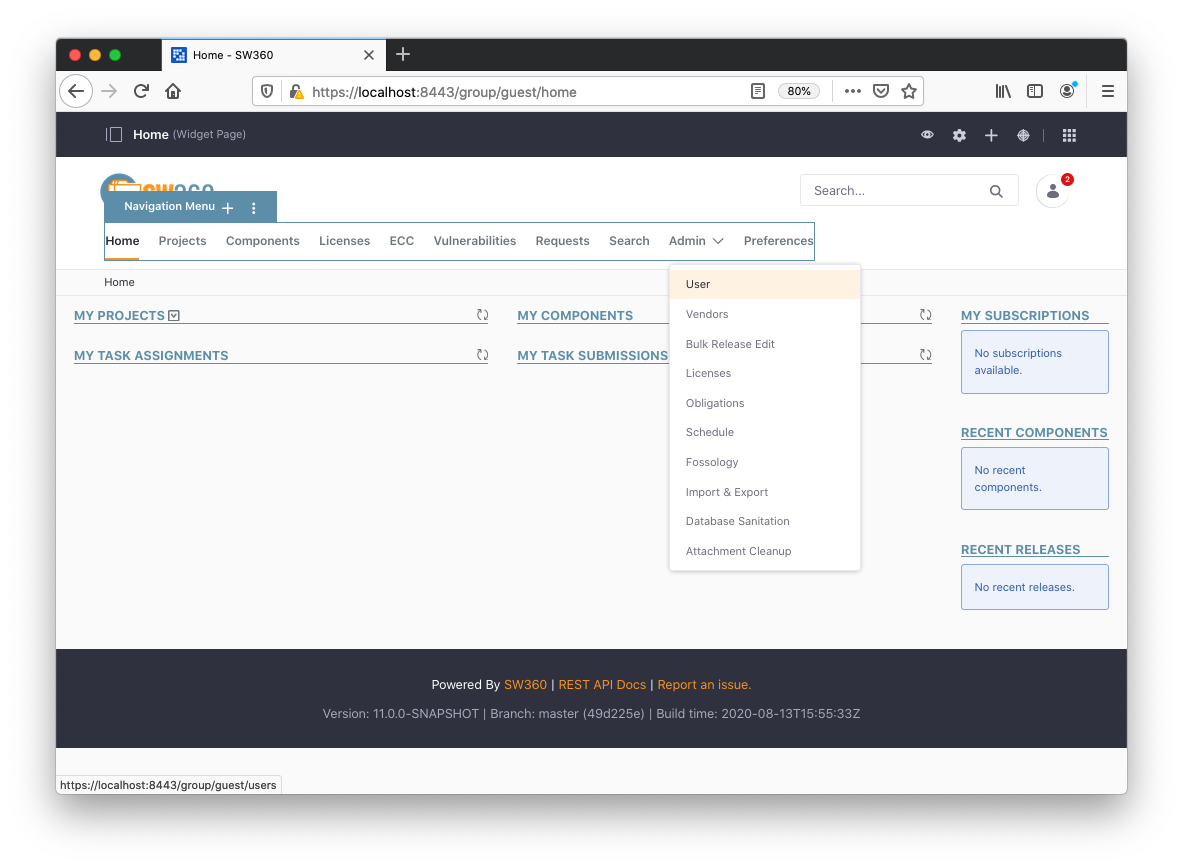 Home - SW360
https://localhost:8443/group/guest/home
80%
Home (Widget Page)
SW360
Search...
2
Navigation Menu
Home Projects Components Licenses ECC Vulnerabilities Requests Search Admin Preferences
Home
User
Vendors
Bulk Release Edit
Licenses
Obligations
Schedule
Fossology
Import & Export
Database Sanitation
Attachment Cleanup
MY PROJECTS
MY COMPONENTS
MY SUBSCRIPTIONS
MY TASK ASSIGNMENTS
MY TASK SUBMISSIONS
No subscriptions
available.
RECENT COMPONENTS
No recent
components.
RECENT RELEASES
No recent releases.
Powered By SW360 | REST API Docs | Report an issue.
Version: 11.0.0-SNAPSHOT | Branch: master (49d225e) | Build time: 2020-08-13T15:55:33Z
https://localhost:8443/group/guest/users